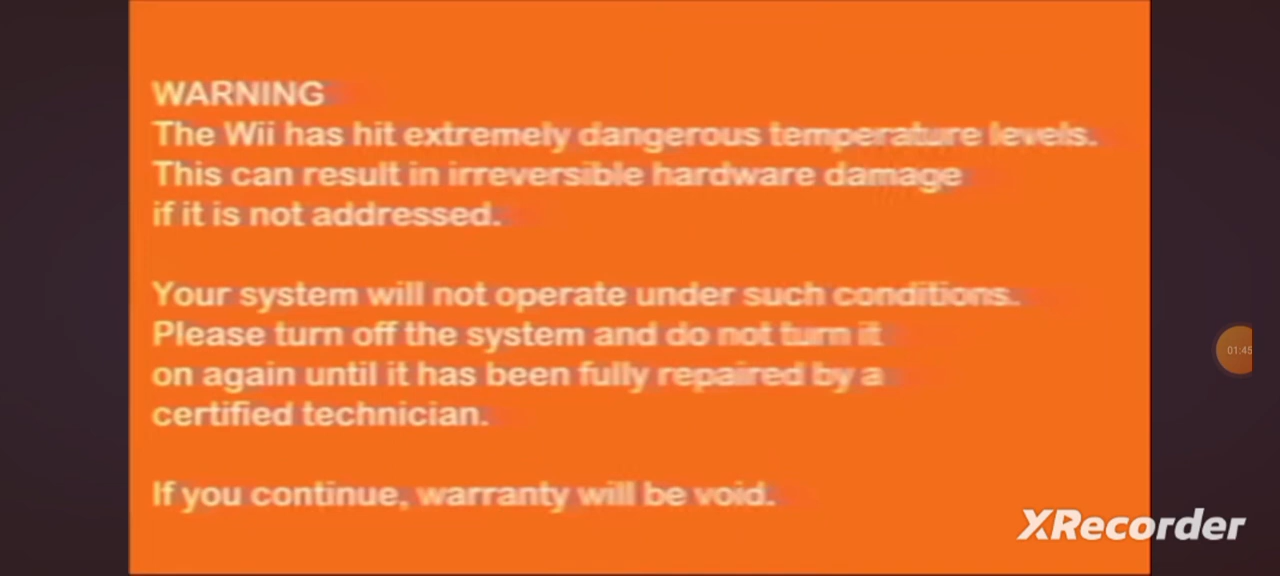 WARNING
The Wii has hit extremely dangerous temperature levels.
This can result in irreversible hardware damage
if it is not addressed.
Your system will not operate under such conditions.
Please turn off the system and do not turn it
on again until it has been fully repaired by a
certified technician.
If you continue, warranty will be void.
01:45
XRecorder